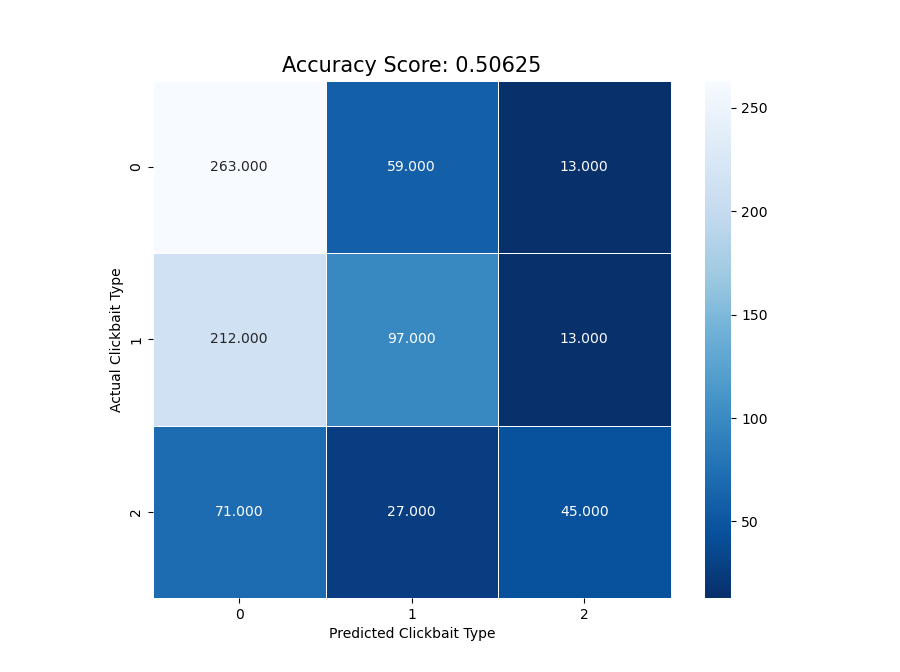 Accuracy Score: 0.50625
263.000 59.000 13.000
212.000 97.000 13.000
71.000 27.000 45.000
0
1
2
Actual Clickbait Type
0 1 2
Predicted Clickbait Type
250
200
150
100
50